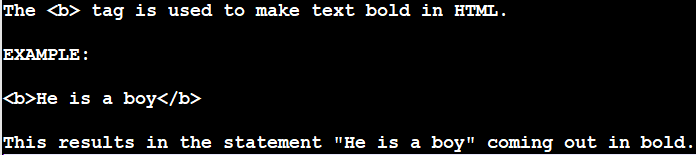 The <b> tag is used to make text bold in HTML.
EXAMPLE:
<b>He is a boy</b>
This results in the statement "He is a boy" coming out in bold.